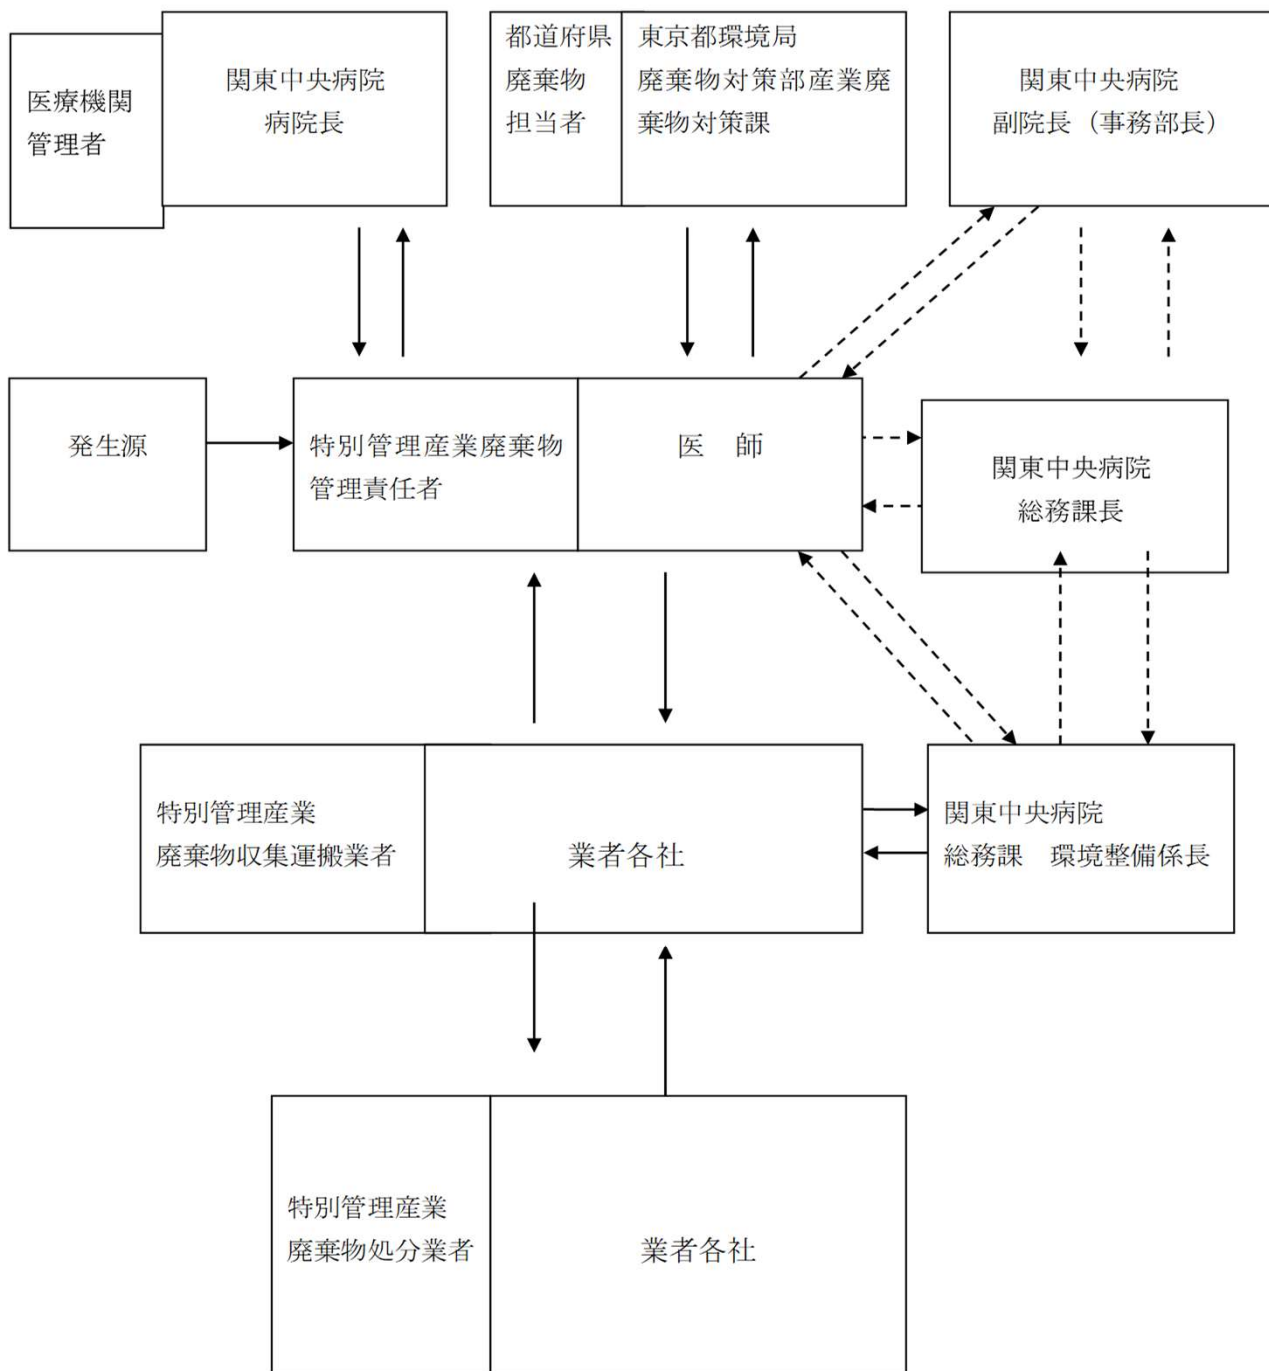 医療機関
管理者
関東中央病院
病院長
都道府県
廃棄物
担当者
東京都環境局
廃棄物対策部産業廃
棄物対策課
関東中央病院
副院長（事務部長）
発生源
特別管理産業廃棄物
管理責任者
医　師
関東中央病院
総務課長
特別管理産業
廃棄物収集運搬業者
業者各社
関東中央病院
総務課　環境整備係長
特別管理産業
廃棄物処分業者
業者各社